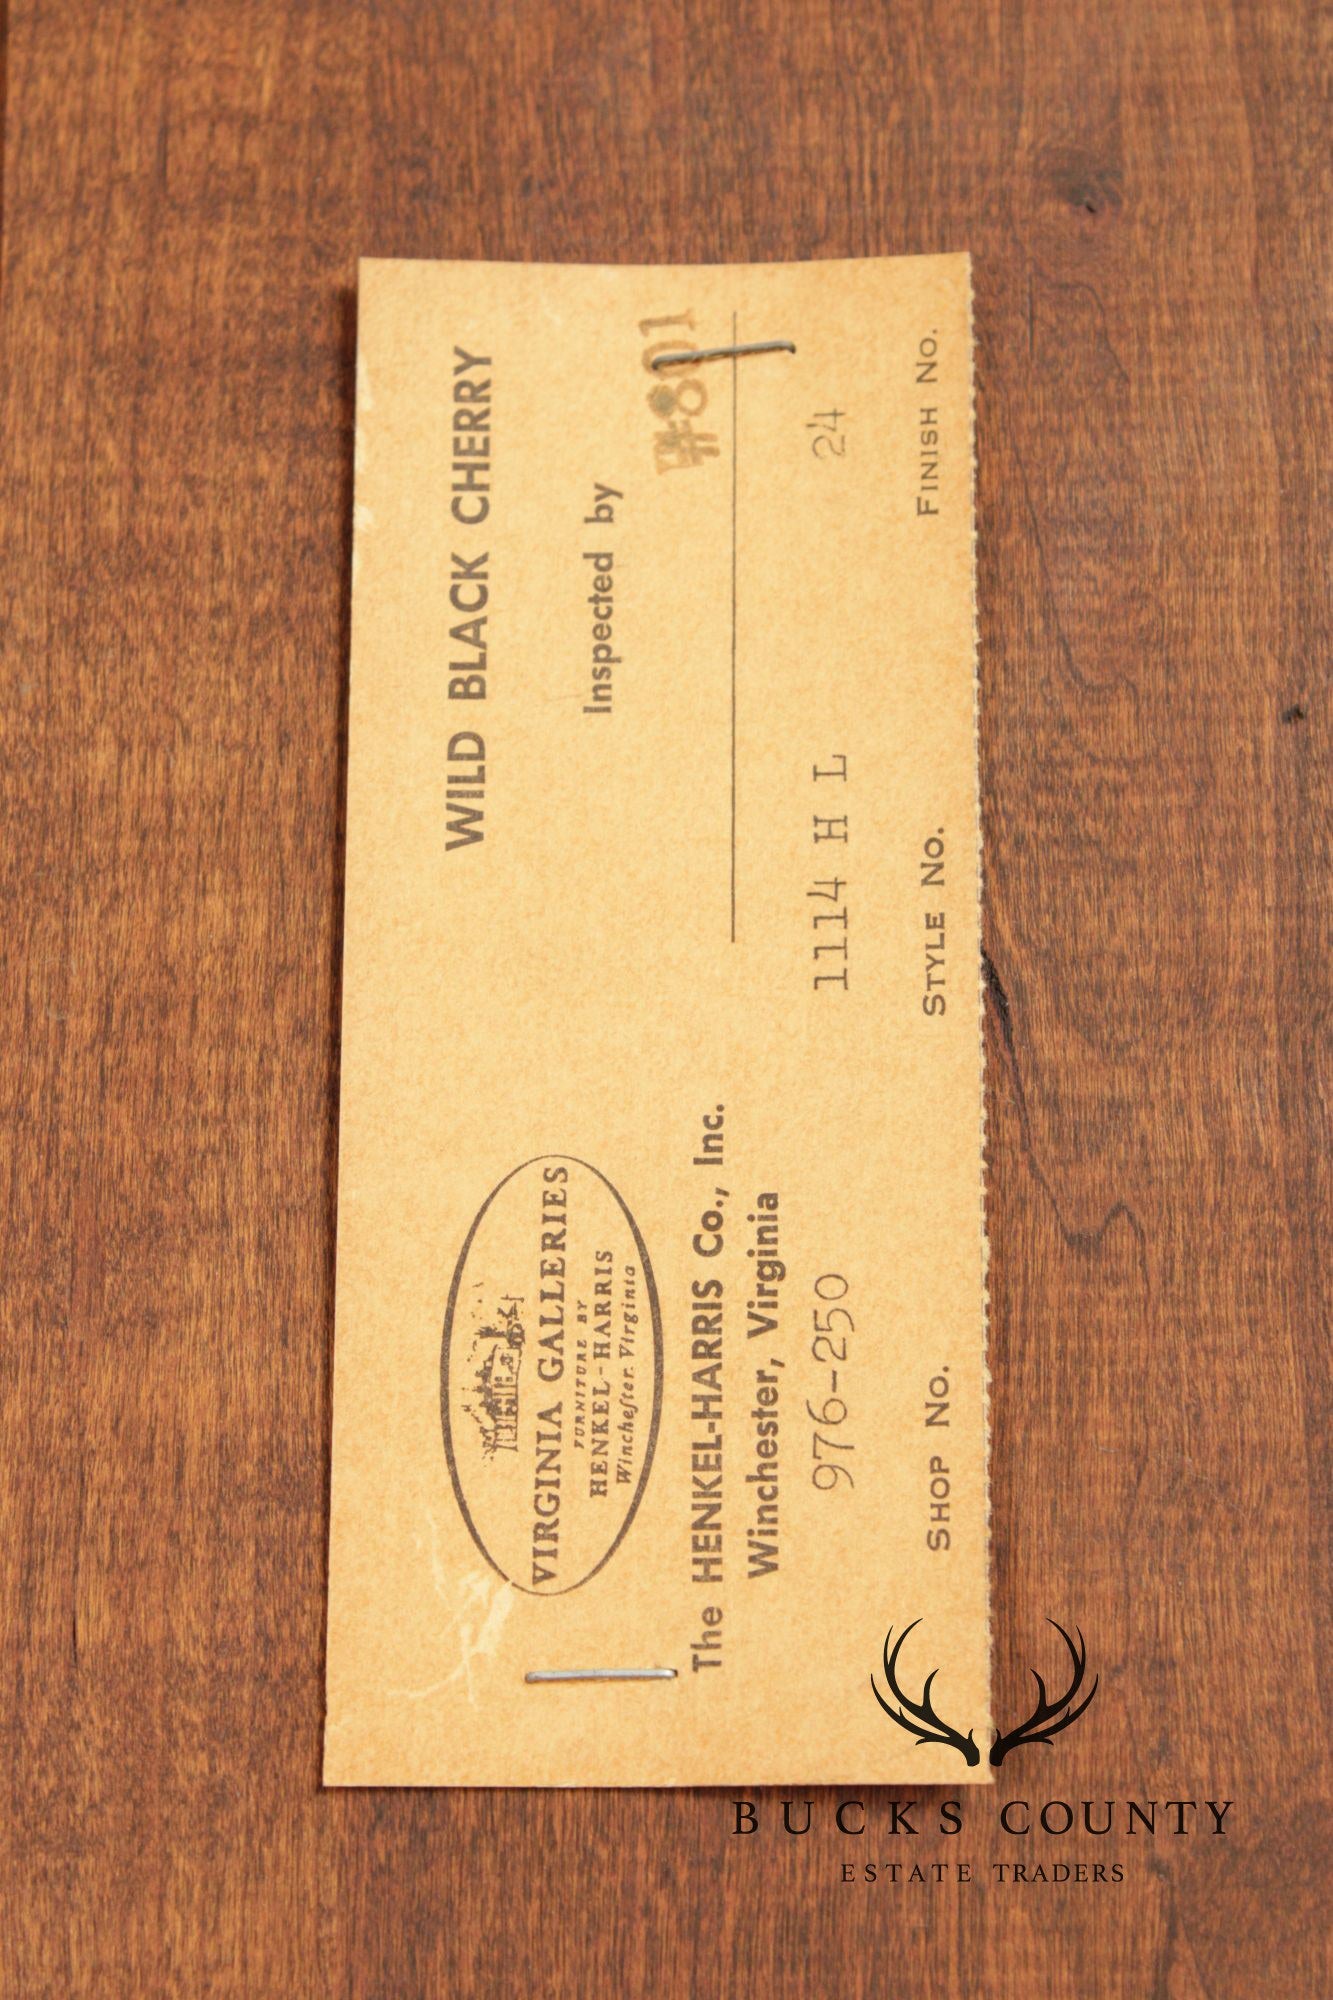 WILD BLACK CHERRY
VIRGINIA GALLERIES
FURNITURE BY
HENKEL-HARRIS
Winchester, Virginia
Inspected by
#801
The HENKEL-HARRIS Co., Inc.
Winchester, Virginia
976-250 1114 H L 24
SHOP NO. STYLE NO. FINISH NO.
BUCKS COUNTY
ESTATE TRADERS